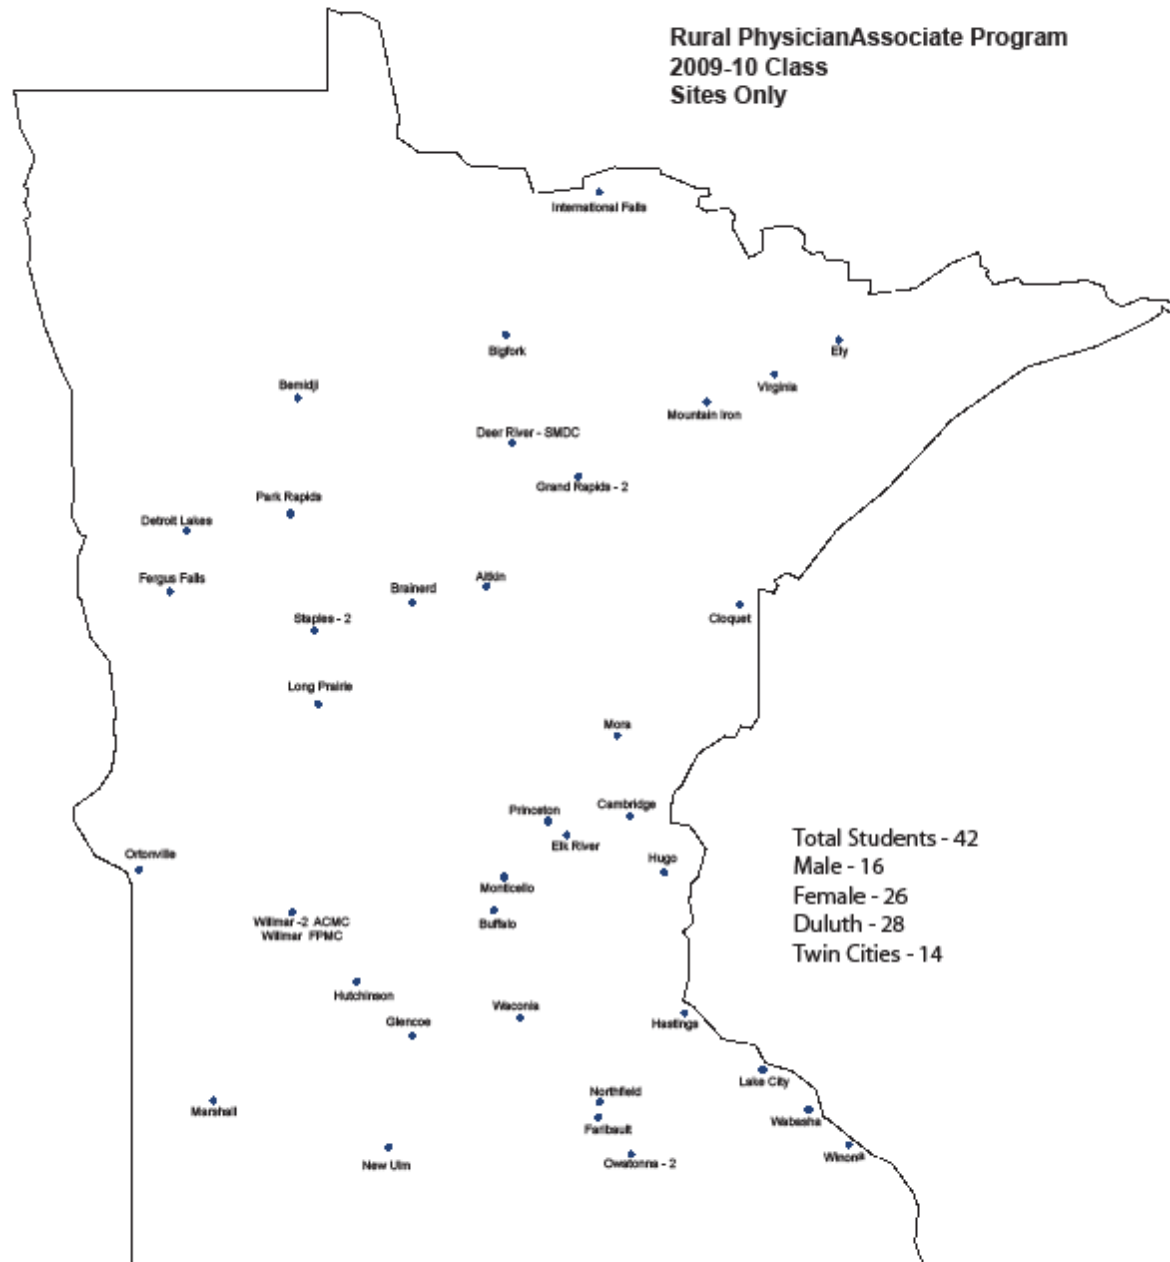 Rural PhysicianAssociate Program
2009-10 Class
Sites Only
International Falls
Bigfork
Ely
Virginia
Bemidji
Mountain Iron
Deer River - SMDC
Grand Rapids - 2
Park Rapids
Detroit Lakes
Fergus Falls
Aitkin
Brainerd
Staples - 2
Cloquet
Long Prairie
Mora
Princeton
Cambridge
Elk River
Hugo
Ortonville
Monticello
Buffalo
Willmar -2 ACMC
Willmar FPMC
Total Students - 42
Male - 16
Female - 26
Duluth - 28
Twin Cities - 14
Hutchinson
Waconia
Glencoe
Hastings
Lake City
Northfield
Marshall
Wabasha
Faribault
Winona
New Ulm
Owatonna - 2